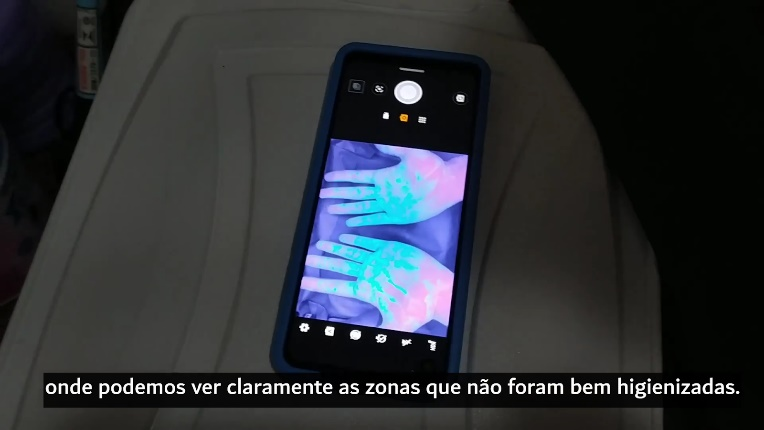 onde podemos ver claramente as zonas que não foram bem higienizadas.